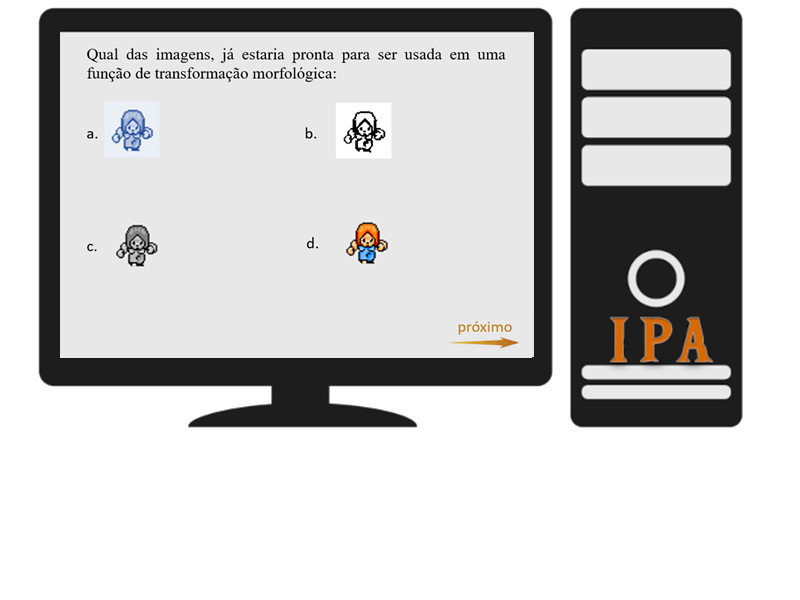 Qual das imagens, já estaria pronta para ser usada em uma
função de transformação morfológica:
a.
b.
c.
d.
próximo
IPA